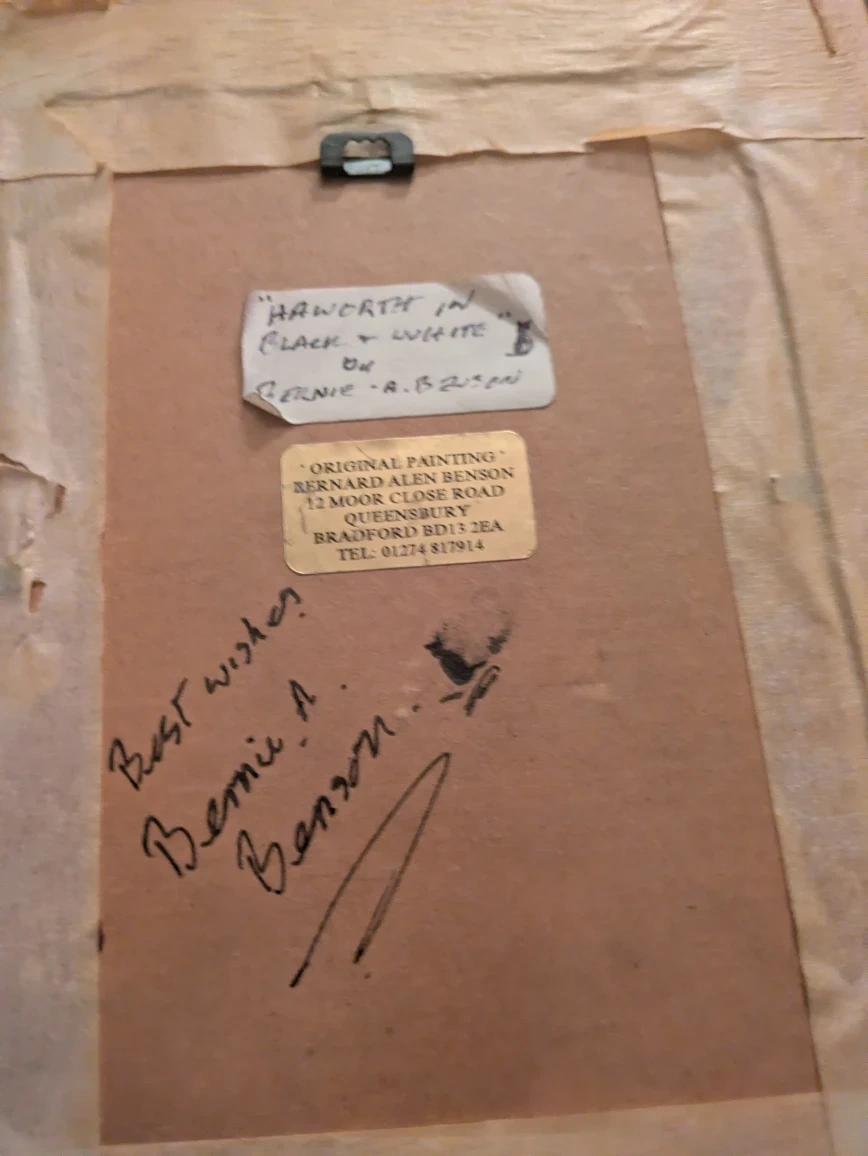 "HAWORTH IN
BLACK + WHITE"
BY
BERNIE . A. BENSON
' ORIGINAL PAINTING '
BERNARD ALEN BENSON
12 MOOR CLOSE ROAD
QUEENSBURY
BRADFORD BD13 2EA
TEL: 01274 817914
Best wishes
Bernie. A.
Benson..